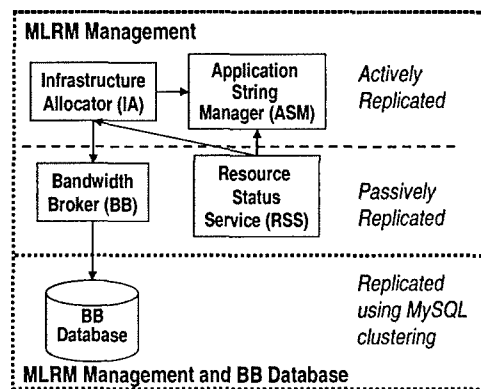 MLRM Management
Infrastructure
Allocator (IA)
Application
String
Manager (ASM)
Actively
Replicated
Bandwidth
Broker (BB)
Resource
Status
Service (RSS)
Passively
Replicated
BB
Database
Replicated
using MySQL
clustering
MLRM Management and BB Database